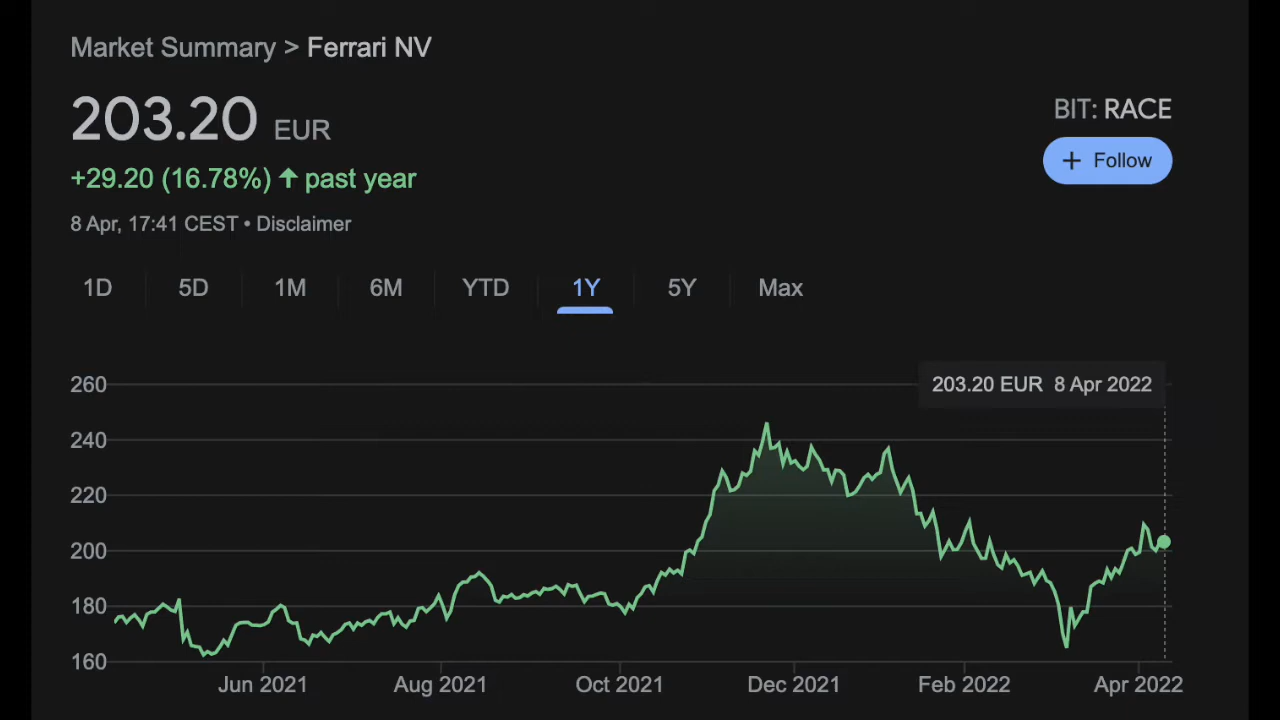 Market Summary > Ferrari NV
203.20 EUR
BIT: RACE
+ Follow
+29.20 (16.78%) ↑ past year
8 Apr, 17:41 CEST • Disclaimer
1D 5D 1M 6M YTD 1Y 5Y Max
203.20 EUR 8 Apr 2022
260
240
220
200
180
160
Jun 2021 Aug 2021 Oct 2021 Dec 2021 Feb 2022 Apr 2022